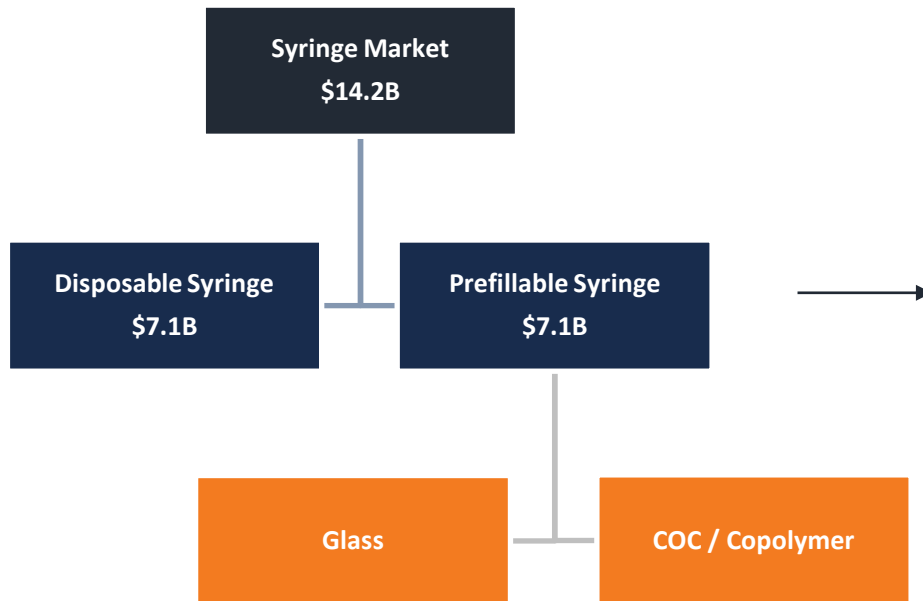 Syringe Market
$14.2B
Disposable Syringe
$7.1B
Prefillable Syringe
$7.1B
Glass
COC / Copolymer